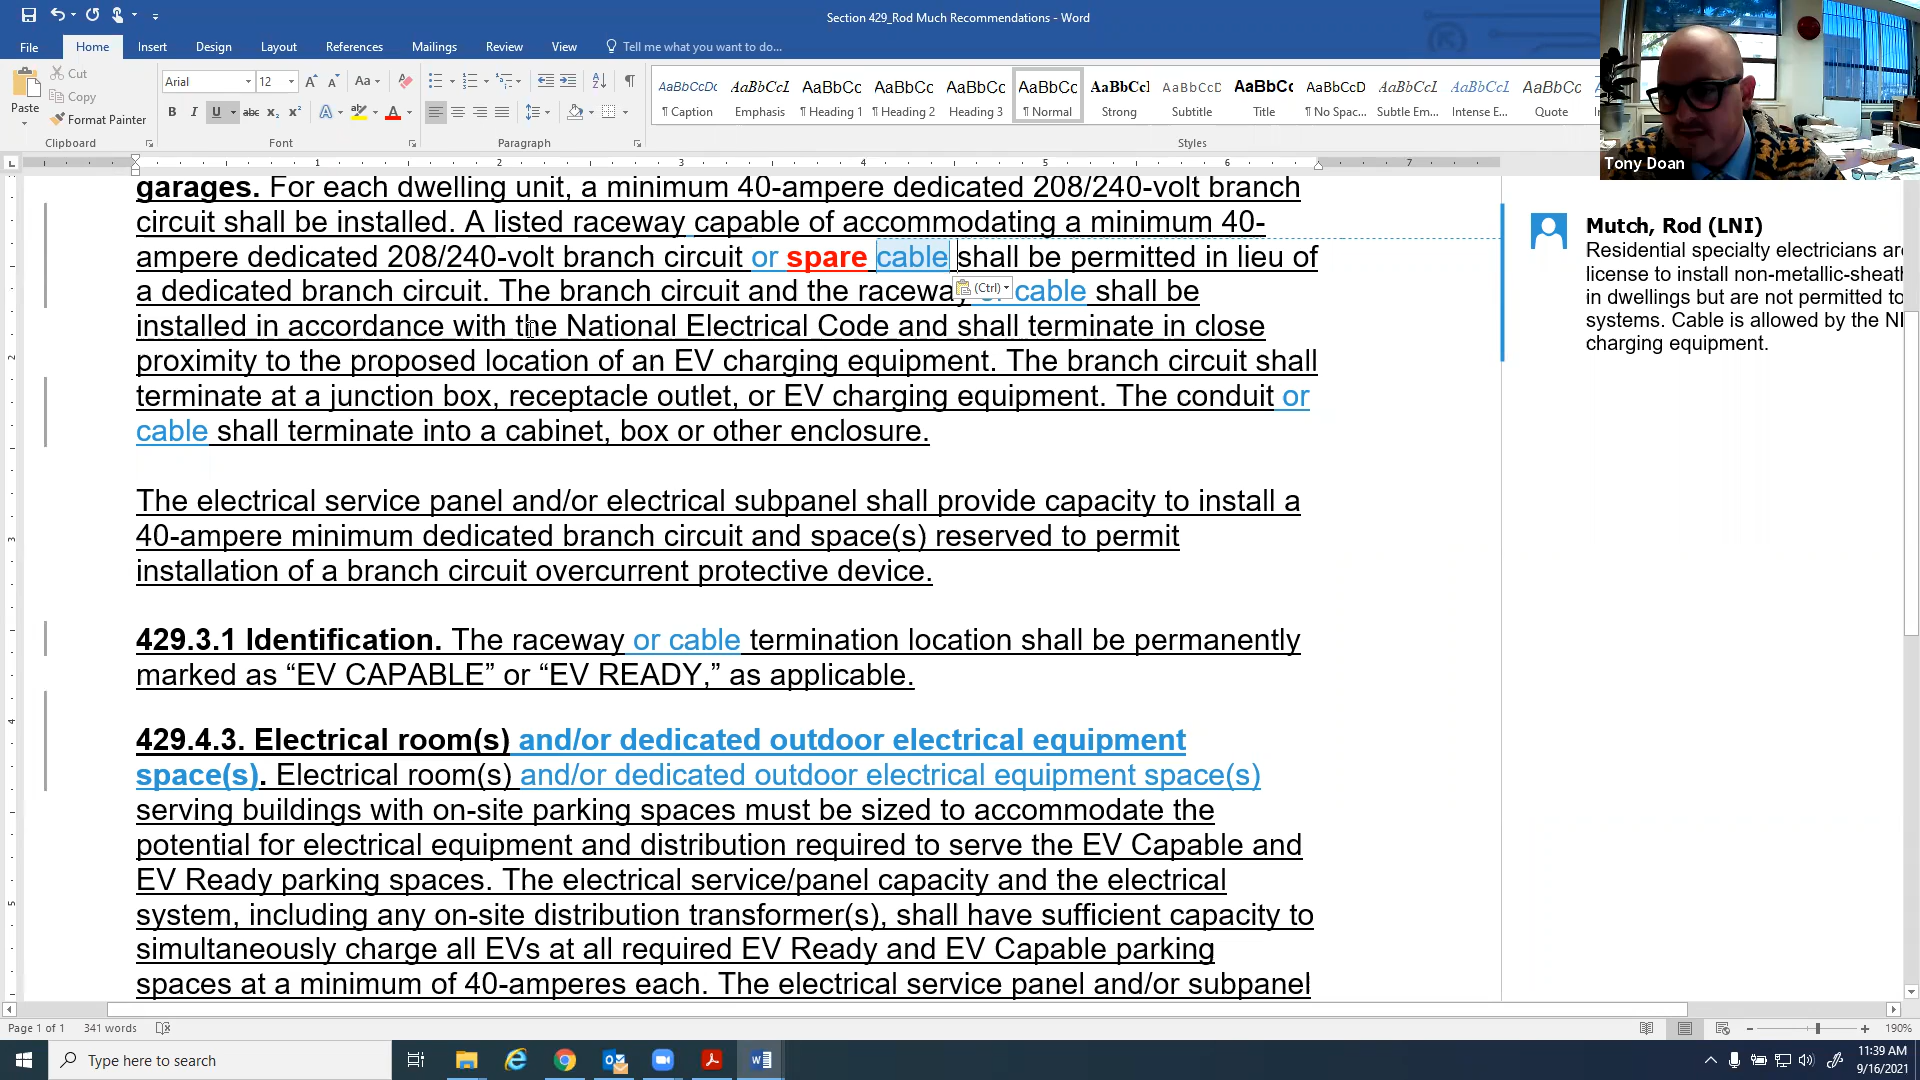 Section 429_Rod Much Recommendations - Word
File Home Insert Design Layout References Mailings Review View Tell me what you want to do...
Paste
Cut
Copy
Format Painter
Arial 12
Clipboard Font Paragraph Styles
AaBbCcDc AaBbCcI AaBbCc AaBbCc AaBbCc AaBbCc AaBbCcl AaBbCcD AaBbCc AaBbCcD AaBbCcL AaBbCcL AaBbCc
¶ Caption Emphasis ¶ Heading 1 ¶ Heading 2 Heading 3 ¶ Normal Strong Subtitle Title ¶ No Spac... Subtle Em... Intense E... Quote
Tony Doan
garages. For each dwelling unit, a minimum 40-ampere dedicated 208/240-volt branch
circuit shall be installed. A listed raceway capable of accommodating a minimum 40-
ampere dedicated 208/240-volt branch circuit or spare cable shall be permitted in lieu of
a dedicated branch circuit. The branch circuit and the raceway cable shall be
(Ctrl)
installed in accordance with the National Electrical Code and shall terminate in close
proximity to the proposed location of an EV charging equipment. The branch circuit shall
terminate at a junction box, receptacle outlet, or EV charging equipment. The conduit or
cable shall terminate into a cabinet, box or other enclosure.
The electrical service panel and/or electrical subpanel shall provide capacity to install a
40-ampere minimum dedicated branch circuit and space(s) reserved to permit
installation of a branch circuit overcurrent protective device.
429.3.1 Identification. The raceway or cable termination location shall be permanently
marked as “EV CAPABLE” or “EV READY,” as applicable.
429.4.3. Electrical room(s) and/or dedicated outdoor electrical equipment
space(s). Electrical room(s) and/or dedicated outdoor electrical equipment space(s)
serving buildings with on-site parking spaces must be sized to accommodate the
potential for electrical equipment and distribution required to serve the EV Capable and
EV Ready parking spaces. The electrical service/panel capacity and the electrical
system, including any on-site distribution transformer(s), shall have sufficient capacity to
simultaneously charge all EVs at all required EV Ready and EV Capable parking
spaces at a minimum of 40-amperes each. The electrical service panel and/or subpanel
Mutch, Rod (LNI)
Residential specialty electricians are
license to install non-metallic-sheath
in dwellings but are not permitted to
systems. Cable is allowed by the
charging equipment.
Page 1 of 1 341 words 190%
Type here to search
11:39 AM
9/16/2021